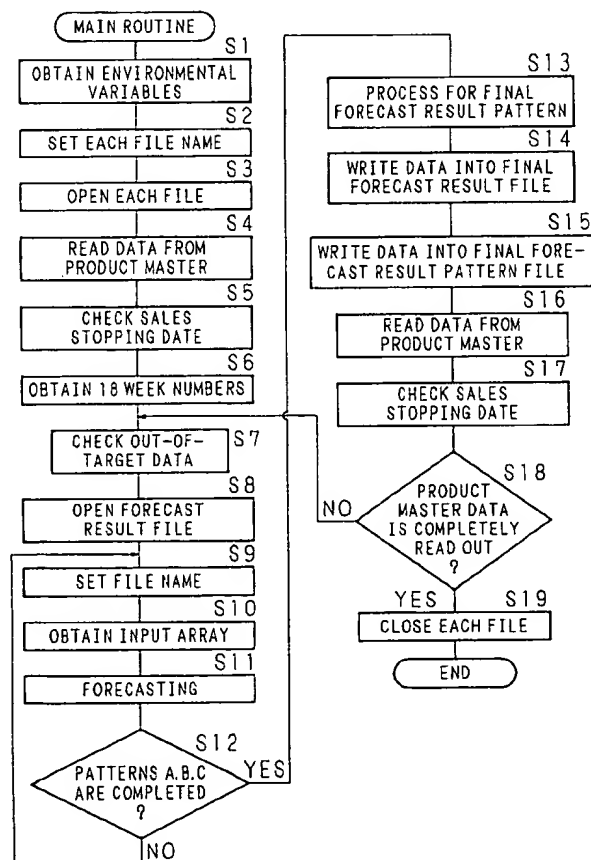 MAIN ROUTINE
S1
OBTAIN ENVIRONMENTAL
VARIABLES
S2
SET EACH FILE NAME
S3
OPEN EACH FILE
S4
READ DATA FROM
PRODUCT MASTER
S5
CHECK SALES
STOPPING DATE
S6
OBTAIN 18 WEEK NUMBERS
S7
CHECK OUT-OF-
TARGET DATA
S8
OPEN FORECAST
RESULT FILE
S9
SET FILE NAME
S10
OBTAIN INPUT ARRAY
S11
FORECASTING
S12
PATTERNS A.B.C
ARE COMPLETED
?
YES
NO
S13
PROCESS FOR FINAL
FORECAST RESULT PATTERN
S14
WRITE DATA INTO FINAL
FORECAST RESULT FILE
S15
WRITE DATA INTO FINAL FORE-
CAST RESULT PATTERN FILE
S16
READ DATA FROM
PRODUCT MASTER
S17
CHECK SALES
STOPPING DATE
S18
NO
PRODUCT
MASTER DATA
IS COMPLETELY
READ OUT
?
YES
S19
CLOSE EACH FILE
END